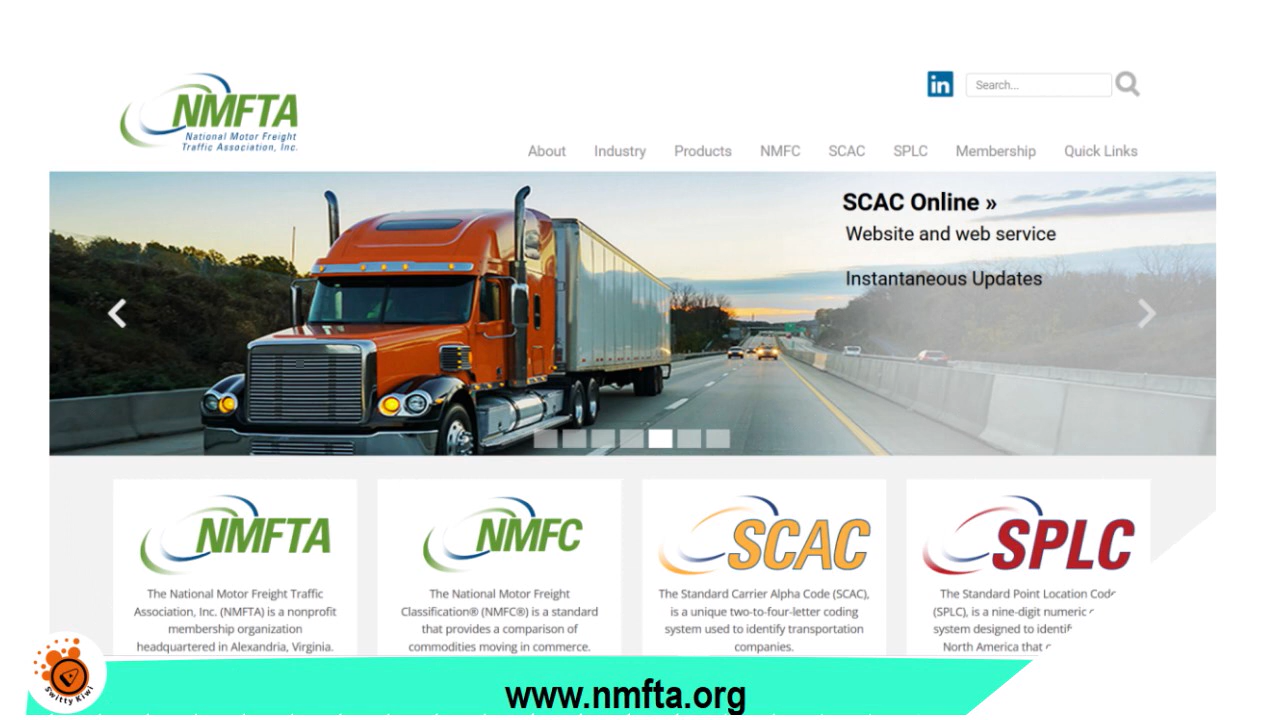 NMFTA
National Motor Freight
Traffic Association, Inc.
in
Search...
About Industry Products NMFC SCAC SPLC Membership Quick Links
SCAC Online »
Website and web service
Instantaneous Updates
NMFTA
The National Motor Freight Traffic
Association, Inc. (NMFTA) is a nonprofit
membership organization
headquartered in Alexandria, Virginia.
NMFC
The National Motor Freight
Classification® (NMFC®) is a standard
that provides a comparison of
commodities moving in commerce.
SCAC
The Standard Carrier Alpha Code (SCAC),
is a unique two-to-four-letter coding
system used to identify transportation
companies.
SPLC
The Standard Point Location Code
(SPLC), is a nine-digit numeric
system designed to identify
North America that
Switty Kiwi
www.nmfta.org